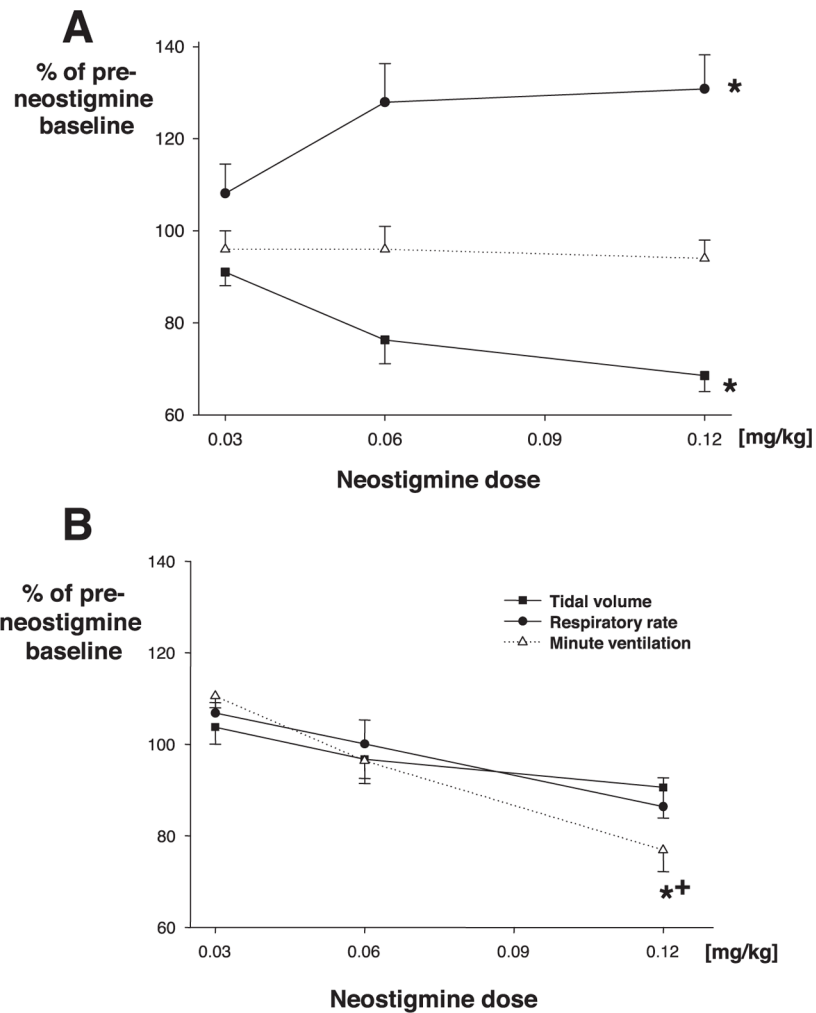 A
% of pre-
neostigmine
baseline
140
120
100
80
60
*
*
0.03 0.06 0.09 0.12 [mg/kg]
Neostigmine dose
B
% of pre-
neostigmine
baseline
140
120
100
80
60
Tidal volume
Respiratory rate
Minute ventilation
*+
0.03 0.06 0.09 0.12 [mg/kg]
Neostigmine dose